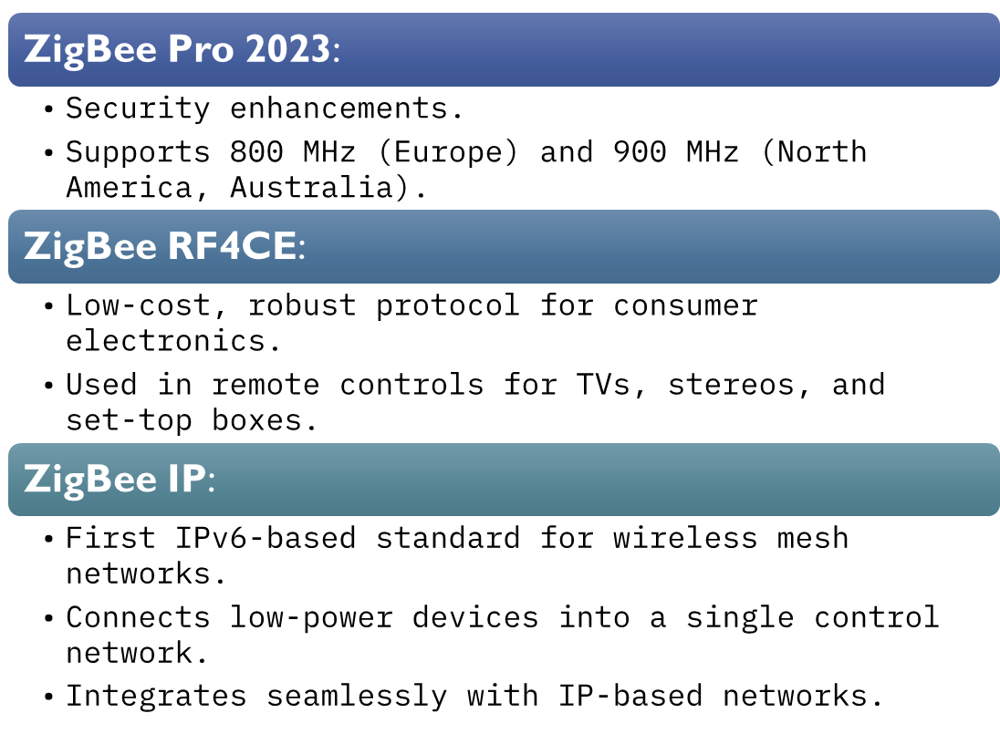 ZigBee Pro 2023:
• Security enhancements.
• Supports 800 MHz (Europe) and 900 MHz (North
America, Australia).
ZigBee RF4CE:
• Low-cost, robust protocol for consumer
electronics.
• Used in remote controls for TVs, stereos, and
set-top boxes.
ZigBee IP:
• First IPv6-based standard for wireless mesh
networks.
• Connects low-power devices into a single control
network.
• Integrates seamlessly with IP-based networks.